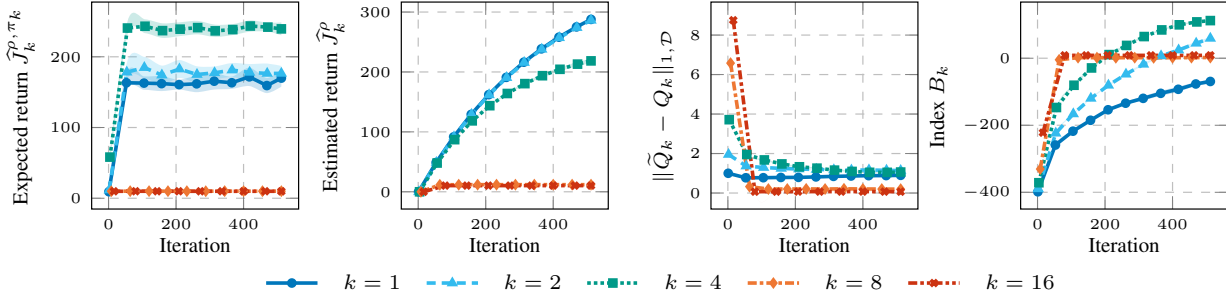 Expected return $\widehat{J}_k^{\rho,\pi_k}$
200
100
0
0 200 400
Iteration
Estimated return $\widehat{J}_k^{\rho}$
300
200
100
0
0 200 400
Iteration
$\|\widetilde{Q}_k - Q_k\|_{1,\mathcal{D}}$
8
6
4
2
0
0 200 400
Iteration
Index $B_k$
0
−200
−400
0 200 400
Iteration
k = 1 k = 2 k = 4 k = 8 k = 16